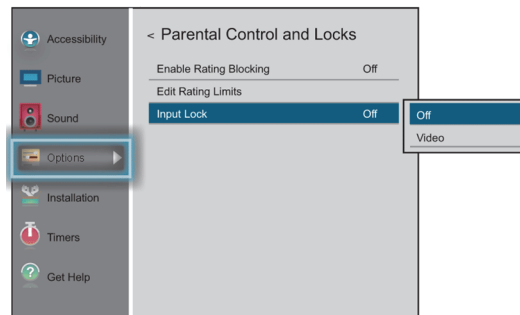 Accessibility
Picture
Sound
Options
Installation
Timers
Get Help
< Parental Control and Locks
Enable Rating Blocking Off
Edit Rating Limits
Input Lock Off
Off
Video